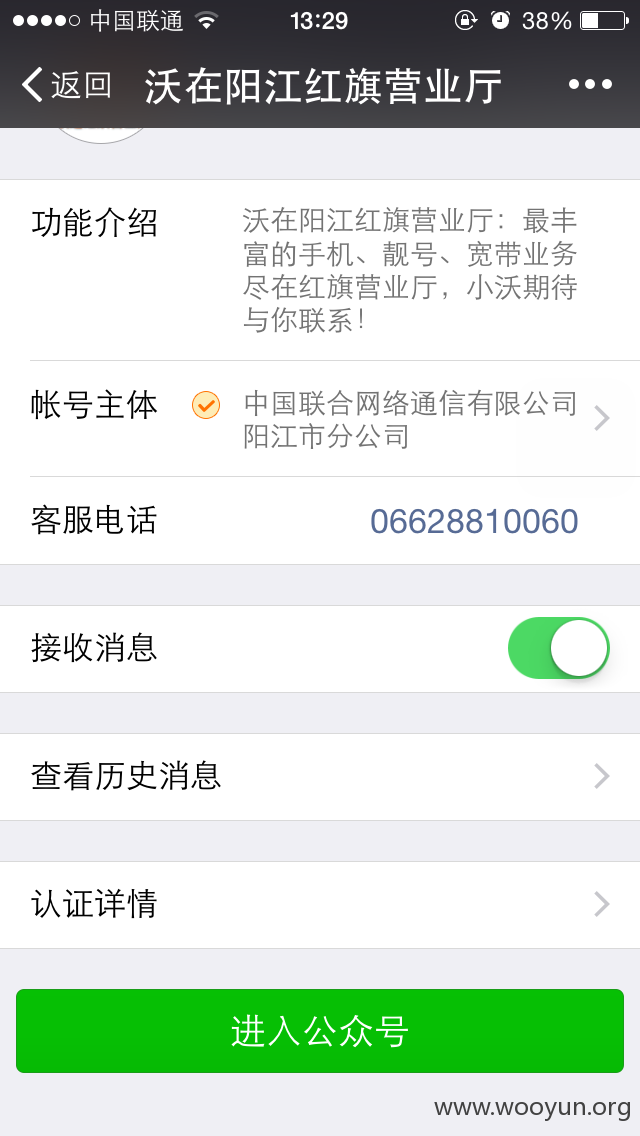 中国联通 13:29 38%
返回 沃在阳江红旗营业厅
功能介绍
沃在阳江红旗营业厅：最丰
富的手机、靓号、宽带业务
尽在红旗营业厅，小沃期待
与你联系！
帐号主体
中国联合网络通信有限公司
阳江市分公司
客服电话 06628810060
接收消息
查看历史消息
认证详情
进入公众号
www.wooyun.org